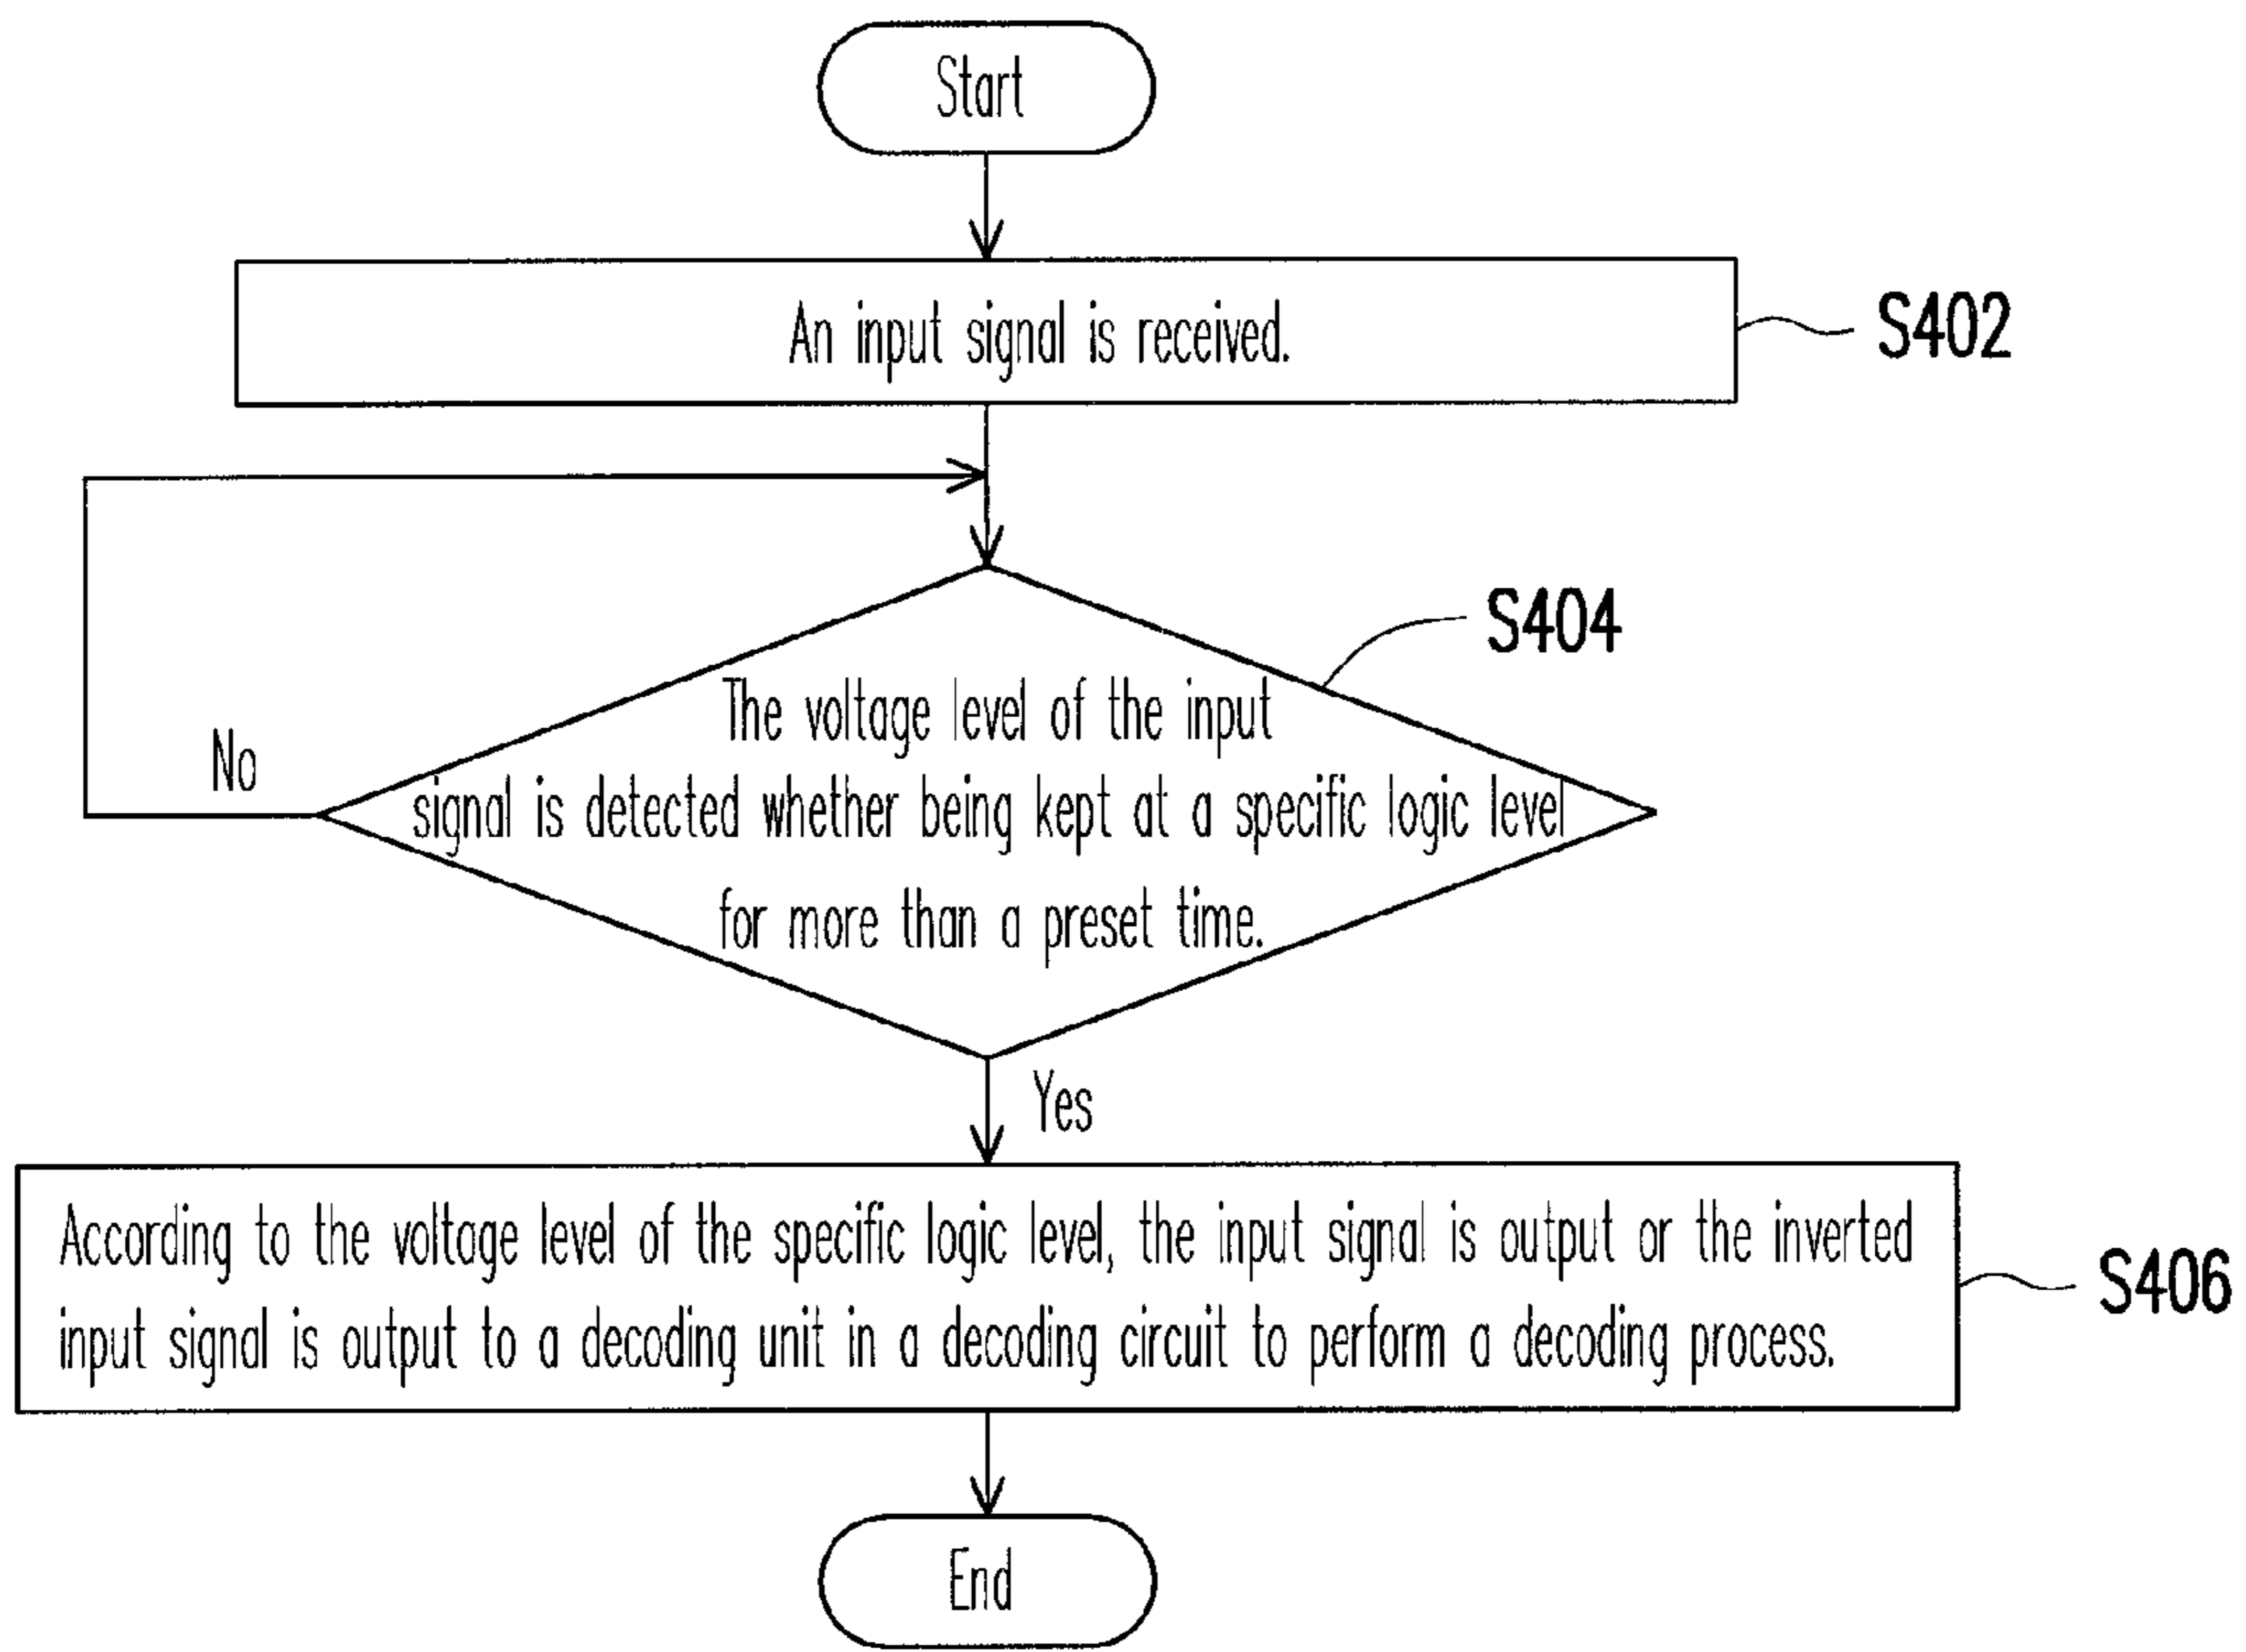 Start
An input signal is received.
S402
S404
The voltage level of the input
signal is detected whether being kept at a specific logic level
for more than a preset time.
No
Yes
According to the voltage level of the specific logic level, the input signal is output or the inverted
input signal is output to a decoding unit in a decoding circuit to perform a decoding process.
S406
End